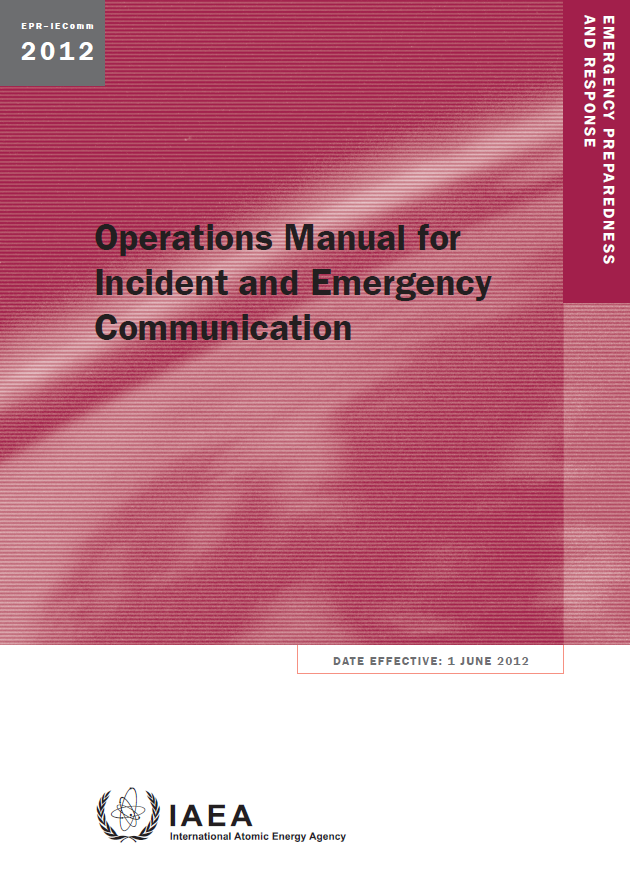 EPR–IEComm
2012
EMERGENCY PREPAREDNESS
AND RESPONSE
Operations Manual for
Incident and Emergency
Communication
DATE EFFECTIVE: 1 JUNE 2012
IAEA
International Atomic Energy Agency